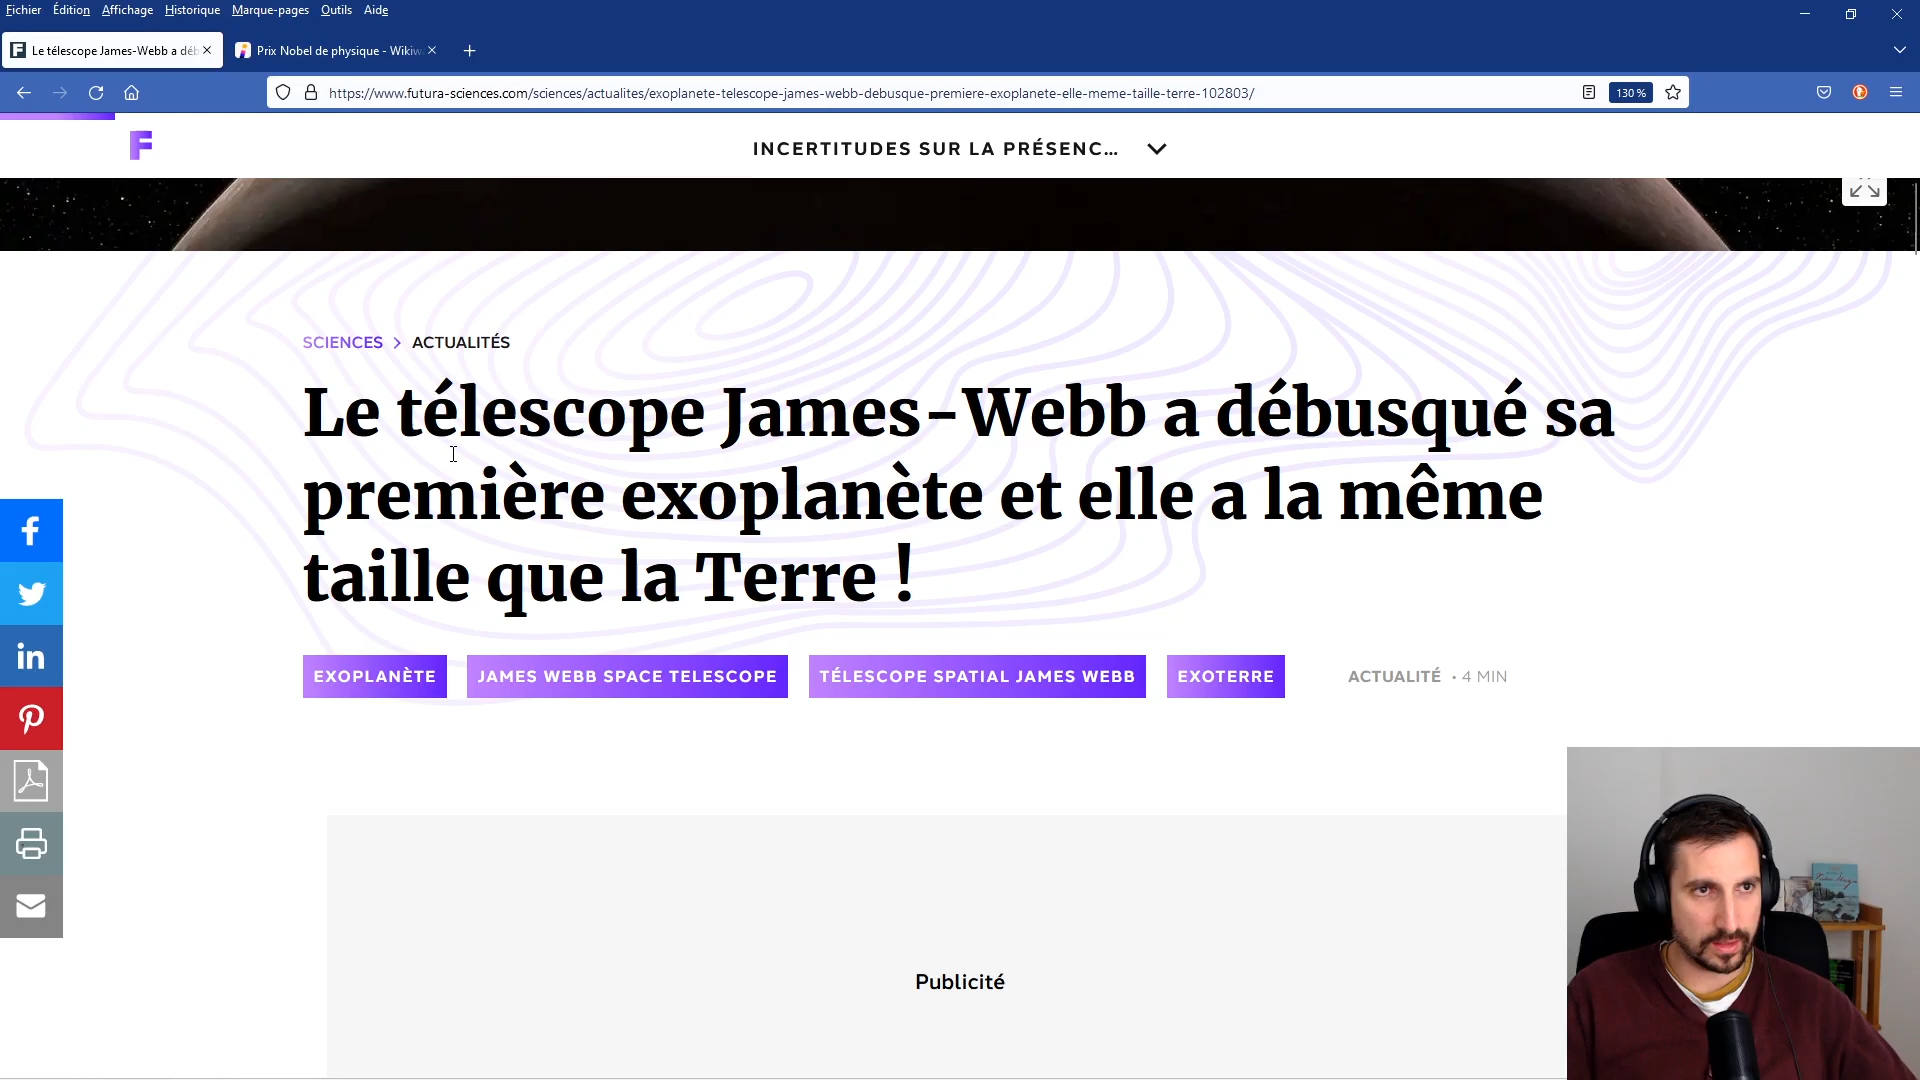 Fichier Édition Affichage Historique Marque-pages Outils Aide
Le télescope James-Webb a déb
Prix Nobel de physique - Wikiw
https://www.futura-sciences.com/sciences/actualites/exoplanete-telescope-james-webb-debusque-premiere-exoplanete-elle-meme-taille-terre-102803/
130 %
F
INCERTITUDES SUR LA PRÉSENC...
SCIENCES > ACTUALITÉS
Le télescope James-Webb a débusqué sa
première exoplanète et elle a la même
taille que la Terre !
EXOPLANÈTE
JAMES WEBB SPACE TELESCOPE
TÉLESCOPE SPATIAL JAMES WEBB
EXOTERRE
ACTUALITÉ • 4 MIN
Publicité